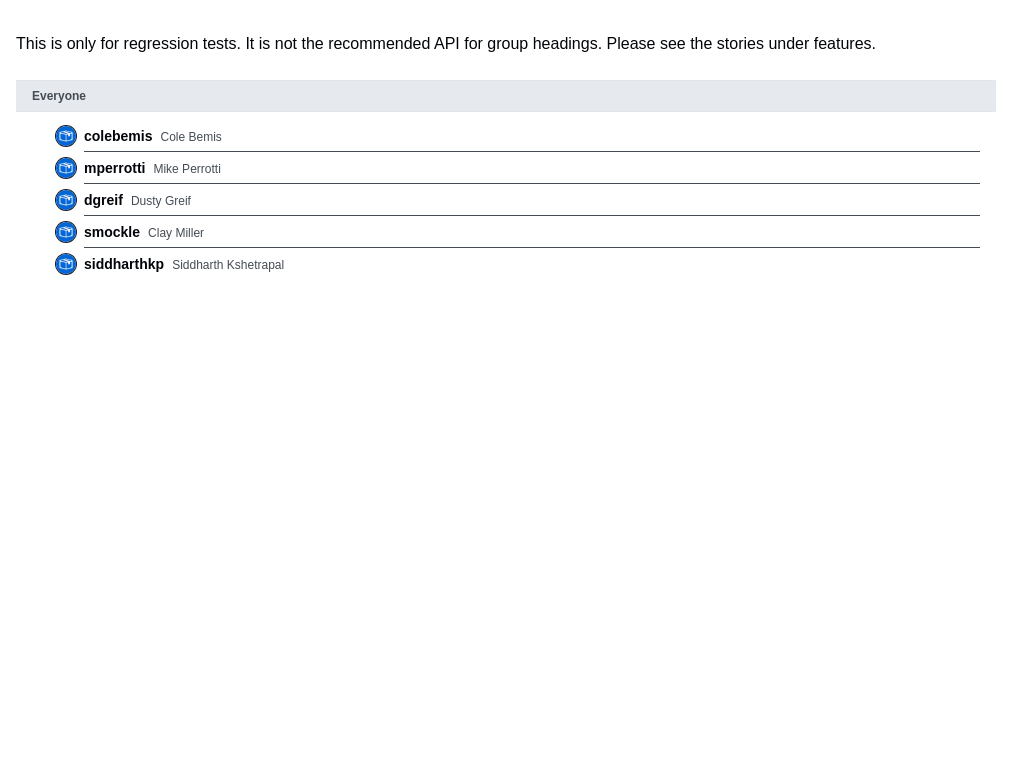 This is only for regression tests. It is not the recommended API for group headings. Please see the stories under features.
Everyone
colebemis Cole Bemis
mperrotti Mike Perrotti
dgreif Dusty Greif
smockle Clay Miller
siddharthkp Siddharth Kshetrapal